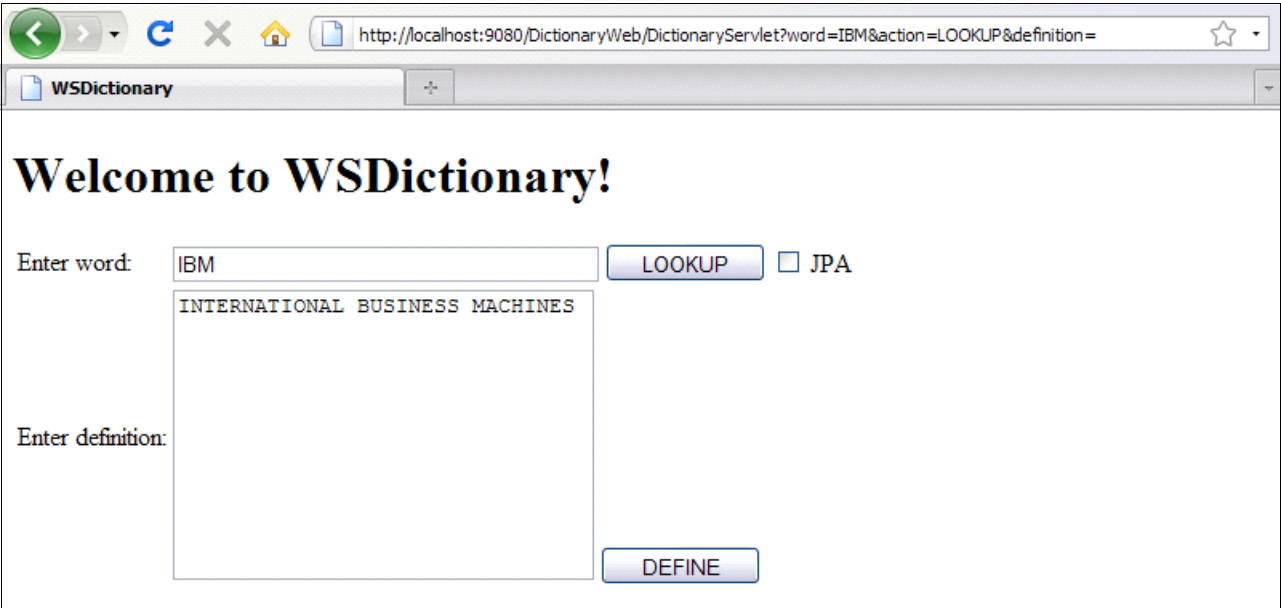 http://localhost:9080/DictionaryWeb/DictionaryServlet?word=IBM&action=LOOKUP&definition=
WSDictionary
Welcome to WSDictionary!
Enter word: IBM LOOKUP JPA
INTERNATIONAL BUSINESS MACHINES
Enter definition:
DEFINE